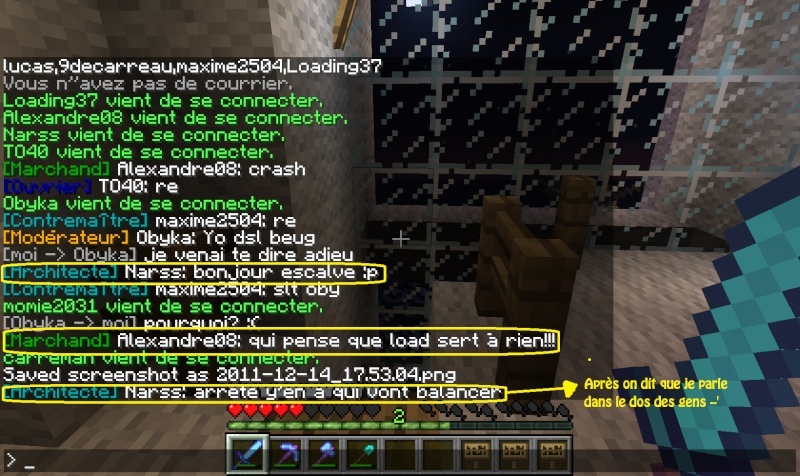 lucas,9decarreau,maxime2504,Loading37
Vous n''avez pas de courrier.
Loading37 vient de se connecter.
Alexandre08 vient de se connecter.
Narss vient de se connecter.
TO40 vient de se connecter.
[Marchand] Alexandre08: crash
[Ouvrier] TO40: re
Obyka vient de se connecter.
[Contremaître] maxime2504: re
[Modérateur] Obyka: Yo dsl beug
[moi -> Obyka] je venai te dire adieu
[Architecte] Narss: bonjour escalve :p
[Contremaître] maxime2504: slt oby
momie2031 vient de se connecter.
[Obyka -> moi] pourquoi? :(
[Marchand] Alexandre08: qui pense que load sert à rien!!!
carreman vient de se connecter.
Saved screenshot as 2011-12-14_17.53.04.png
[Architecte] Narss: arrete y'en a qui vont balancer
Après on dit que je parle
dans le dos des gens -'
2
> _